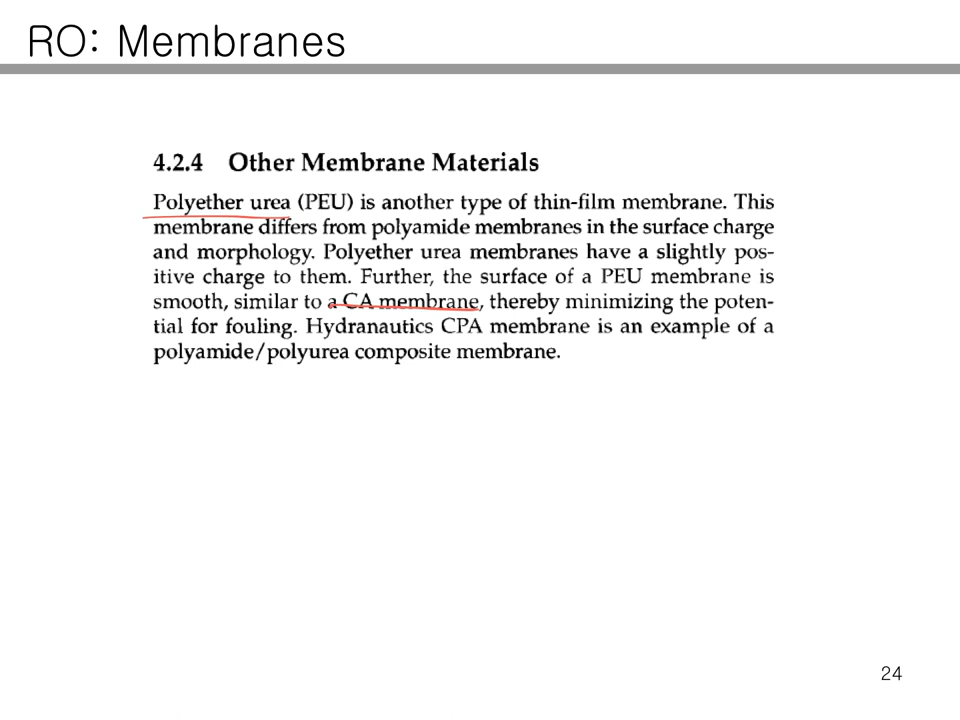 RO: Membranes
4.2.4 Other Membrane Materials
Polyether urea (PEU) is another type of thin-film membrane. This
membrane differs from polyamide membranes in the surface charge
and morphology. Polyether urea membranes have a slightly pos-
itive charge to them. Further, the surface of a PEU membrane is
smooth, similar to a CA membrane, thereby minimizing the poten-
tial for fouling. Hydranautics CPA membrane is an example of a
polyamide/polyurea composite membrane.
24